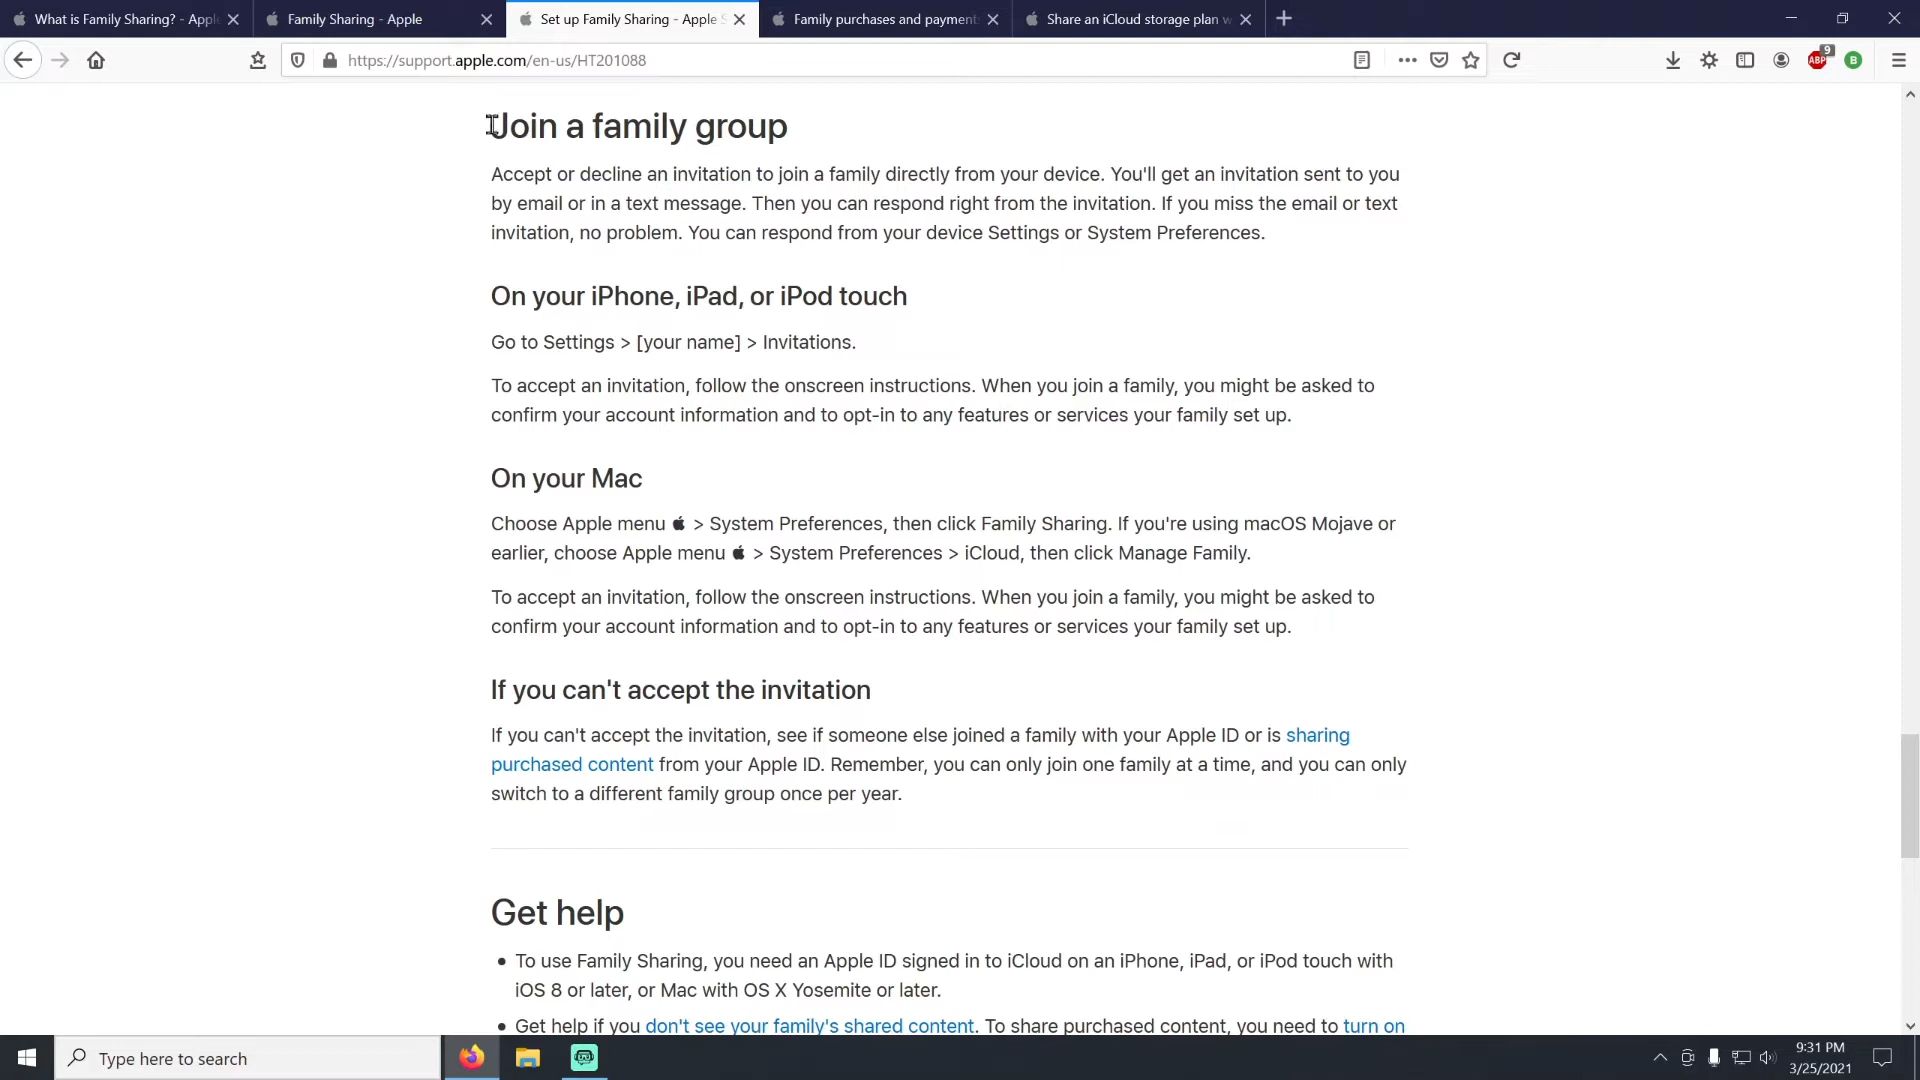 What is Family Sharing? - Appl
Family Sharing - Apple
Set up Family Sharing - Apple S
Family purchases and payment
Share an iCloud storage plan w
https://support.apple.com/en-us/HT201088
ABP
9
B
Join a family group
Accept or decline an invitation to join a family directly from your device. You'll get an invitation sent to you
by email or in a text message. Then you can respond right from the invitation. If you miss the email or text
invitation, no problem. You can respond from your device Settings or System Preferences.
On your iPhone, iPad, or iPod touch
Go to Settings > [your name] > Invitations.
To accept an invitation, follow the onscreen instructions. When you join a family, you might be asked to
confirm your account information and to opt-in to any features or services your family set up.
On your Mac
Choose Apple menu  > System Preferences, then click Family Sharing. If you're using macOS Mojave or
earlier, choose Apple menu  > System Preferences > iCloud, then click Manage Family.
To accept an invitation, follow the onscreen instructions. When you join a family, you might be asked to
confirm your account information and to opt-in to any features or services your family set up.
If you can't accept the invitation
If you can't accept the invitation, see if someone else joined a family with your Apple ID or is sharing
purchased content from your Apple ID. Remember, you can only join one family at a time, and you can only
switch to a different family group once per year.
Get help
• To use Family Sharing, you need an Apple ID signed in to iCloud on an iPhone, iPad, or iPod touch with
iOS 8 or later, or Mac with OS X Yosemite or later.
• Get help if you don't see your family's shared content. To share purchased content, you need to turn on
Type here to search
9:31 PM
3/25/2021